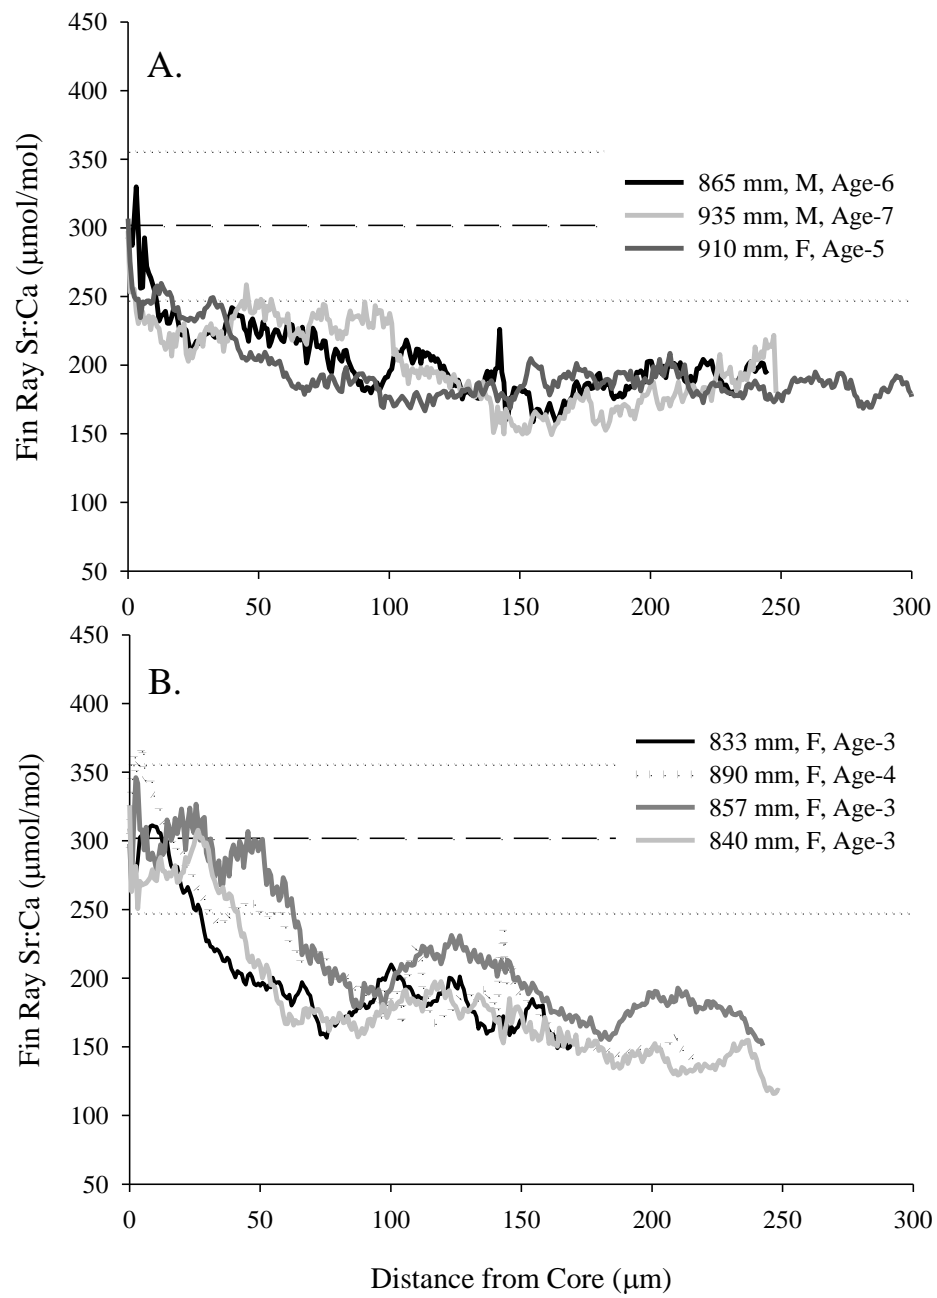 450
A.
400
350
865 mm, M, Age-6
935 mm, M, Age-7
910 mm, F, Age-5
300
250
200
150
100
50
Fin Ray Sr:Ca (μmol/mol)
0 50 100 150 200 250 300
450
B.
400
833 mm, F, Age-3
890 mm, F, Age-4
857 mm, F, Age-3
840 mm, F, Age-3
350
300
250
200
150
100
50
Fin Ray Sr:Ca (μmol/mol)
0 50 100 150 200 250 300
Distance from Core (μm)